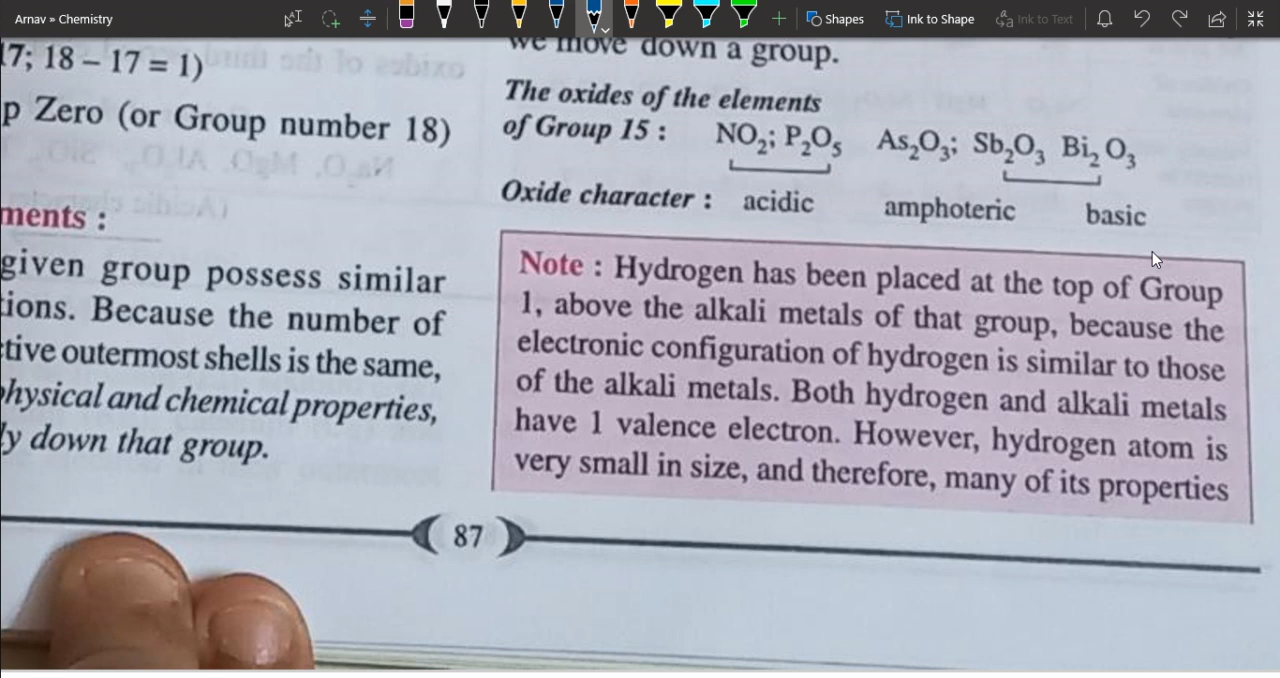 Arnav » Chemistry
Shapes
Ink to Shape
Ink to Text
17; 18 – 17 = 1)
p Zero (or Group number 18)
ments :
given group possess similar
tions. Because the number of
ctive outermost shells is the same,
physical and chemical properties,
ly down that group.
we move down a group.
The oxides of the elements
of Group 15 : NO₂; P₂O₅ As₂O₃; Sb₂O₃ Bi₂O₃
Oxide character : acidic amphoteric basic
Note : Hydrogen has been placed at the top of Group
1, above the alkali metals of that group, because the
electronic configuration of hydrogen is similar to those
of the alkali metals. Both hydrogen and alkali metals
have 1 valence electron. However, hydrogen atom is
very small in size, and therefore, many of its properties
87